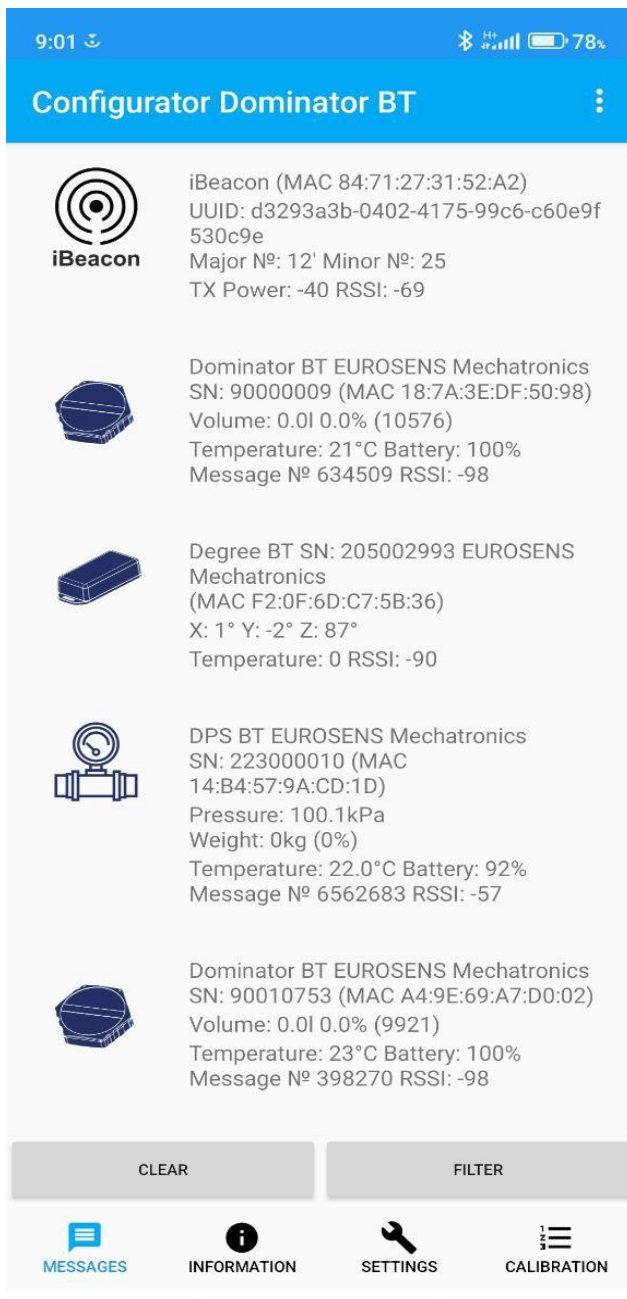 9:01
H+ 78%
Configurator Dominator BT
iBeacon
iBeacon (MAC 84:71:27:31:52:A2)
UUID: d3293a3b-0402-4175-99c6-c60e9f
530c9e
Major №: 12' Minor №: 25
TX Power: -40 RSSI: -69
Dominator BT EUROSENS Mechatronics
SN: 90000009 (MAC 18:7A:3E:DF:50:98)
Volume: 0.0l 0.0% (10576)
Temperature: 21°C Battery: 100%
Message № 634509 RSSI: -98
Degree BT SN: 205002993 EUROSENS
Mechatronics
(MAC F2:0F:6D:C7:5B:36)
X: 1° Y: -2° Z: 87°
Temperature: 0 RSSI: -90
DPS BT EUROSENS Mechatronics
SN: 223000010 (MAC
14:B4:57:9A:CD:1D)
Pressure: 100.1kPa
Weight: 0kg (0%)
Temperature: 22.0°C Battery: 92%
Message № 6562683 RSSI: -57
Dominator BT EUROSENS Mechatronics
SN: 90010753 (MAC A4:9E:69:A7:D0:02)
Volume: 0.0l 0.0% (9921)
Temperature: 23°C Battery: 100%
Message № 398270 RSSI: -98
CLEAR FILTER
MESSAGES INFORMATION SETTINGS CALIBRATION